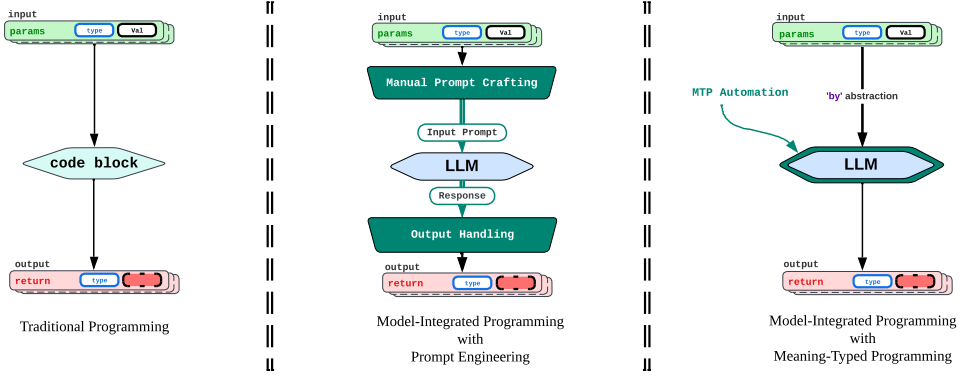 input
params type Val
code block
output
return type
Traditional Programming
input
params type Val
Manual Prompt Crafting
Input Prompt
LLM
Response
Output Handling
output
return type
Model-Integrated Programming
with
Prompt Engineering
input
params type Val
MTP Automation
'by' abstraction
LLM
output
return type
Model-Integrated Programming
with
Meaning-Typed Programming